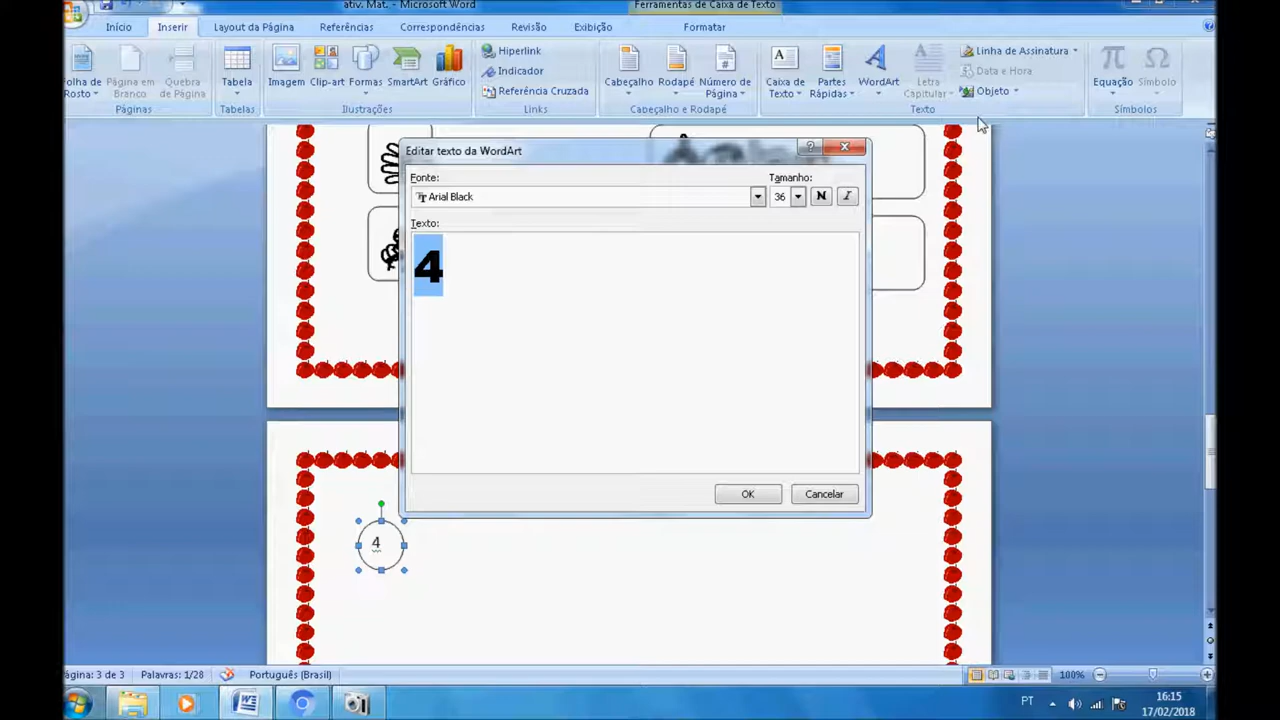 ativ. Mat. - Microsoft Word
Ferramentas de Caixa de Texto
Início
Inserir
Layout da Página
Referências
Correspondências
Revisão
Exibição
Formatar
Folha de Rosto
Página em Branco
Quebra de Página
Tabela
Imagem
Clip-art
Formas
SmartArt
Gráfico
Hiperlink
Indicador
Referência Cruzada
Cabeçalho
Rodapé
Número de Página
Caixa de Texto
Partes Rápidas
WordArt
Letra Capitular
Linha de Assinatura
Data e Hora
Objeto
Equação
Símbolo
Páginas
Tabelas
Ilustrações
Links
Cabeçalho e Rodapé
Texto
Símbolos
Editar texto da WordArt
Fonte:
Tamanho:
Arial Black
36
N
I
Texto:
4
OK
Cancelar
4
Página: 3 de 3
Palavras: 1/28
Português (Brasil)
100%
PT
16:15
17/02/2018